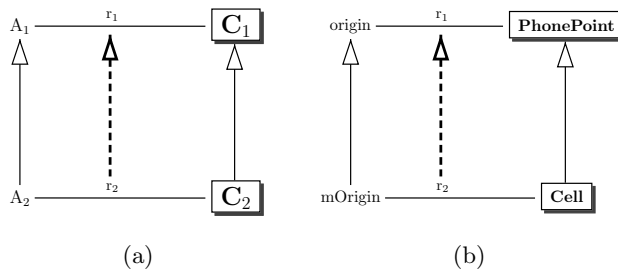 A₁ r₁ C₁
A₂ r₂ C₂
(a)
origin r₁ PhonePoint
mOrigin r₂ Cell
(b)